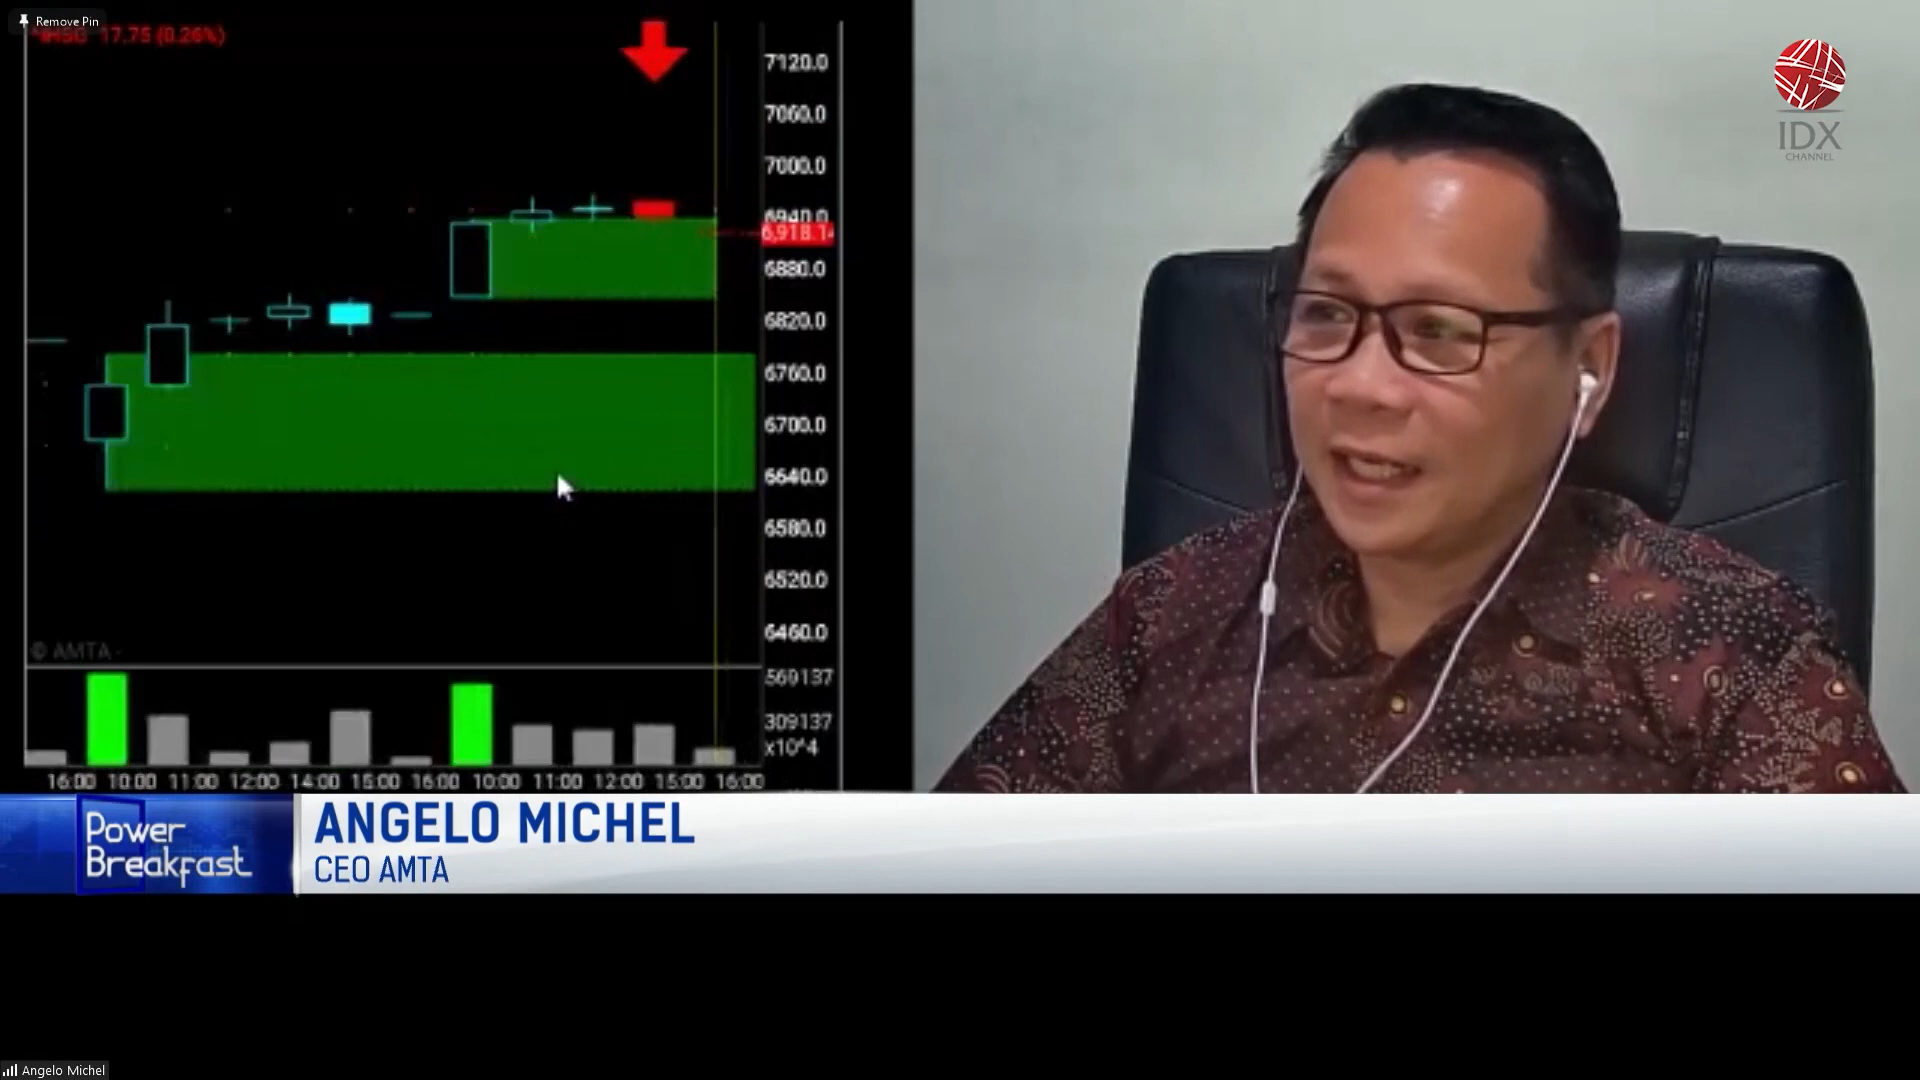 Remove Pin
^IHSG 17.75 (0.26%)
7120.0
7060.0
7000.0
6940.0
6,918.14
6880.0
6820.0
6760.0
6700.0
6640.0
6580.0
6520.0
6460.0
© AMTA -
569137
309137
x10^4
16:00 10:00 11:00 12:00 14:00 15:00 16:00 10:00 11:00 12:00 15:00 16:00
IDX
CHANNEL
Power
Breakfast
ANGELO MICHEL
CEO AMTA
Angelo Michel